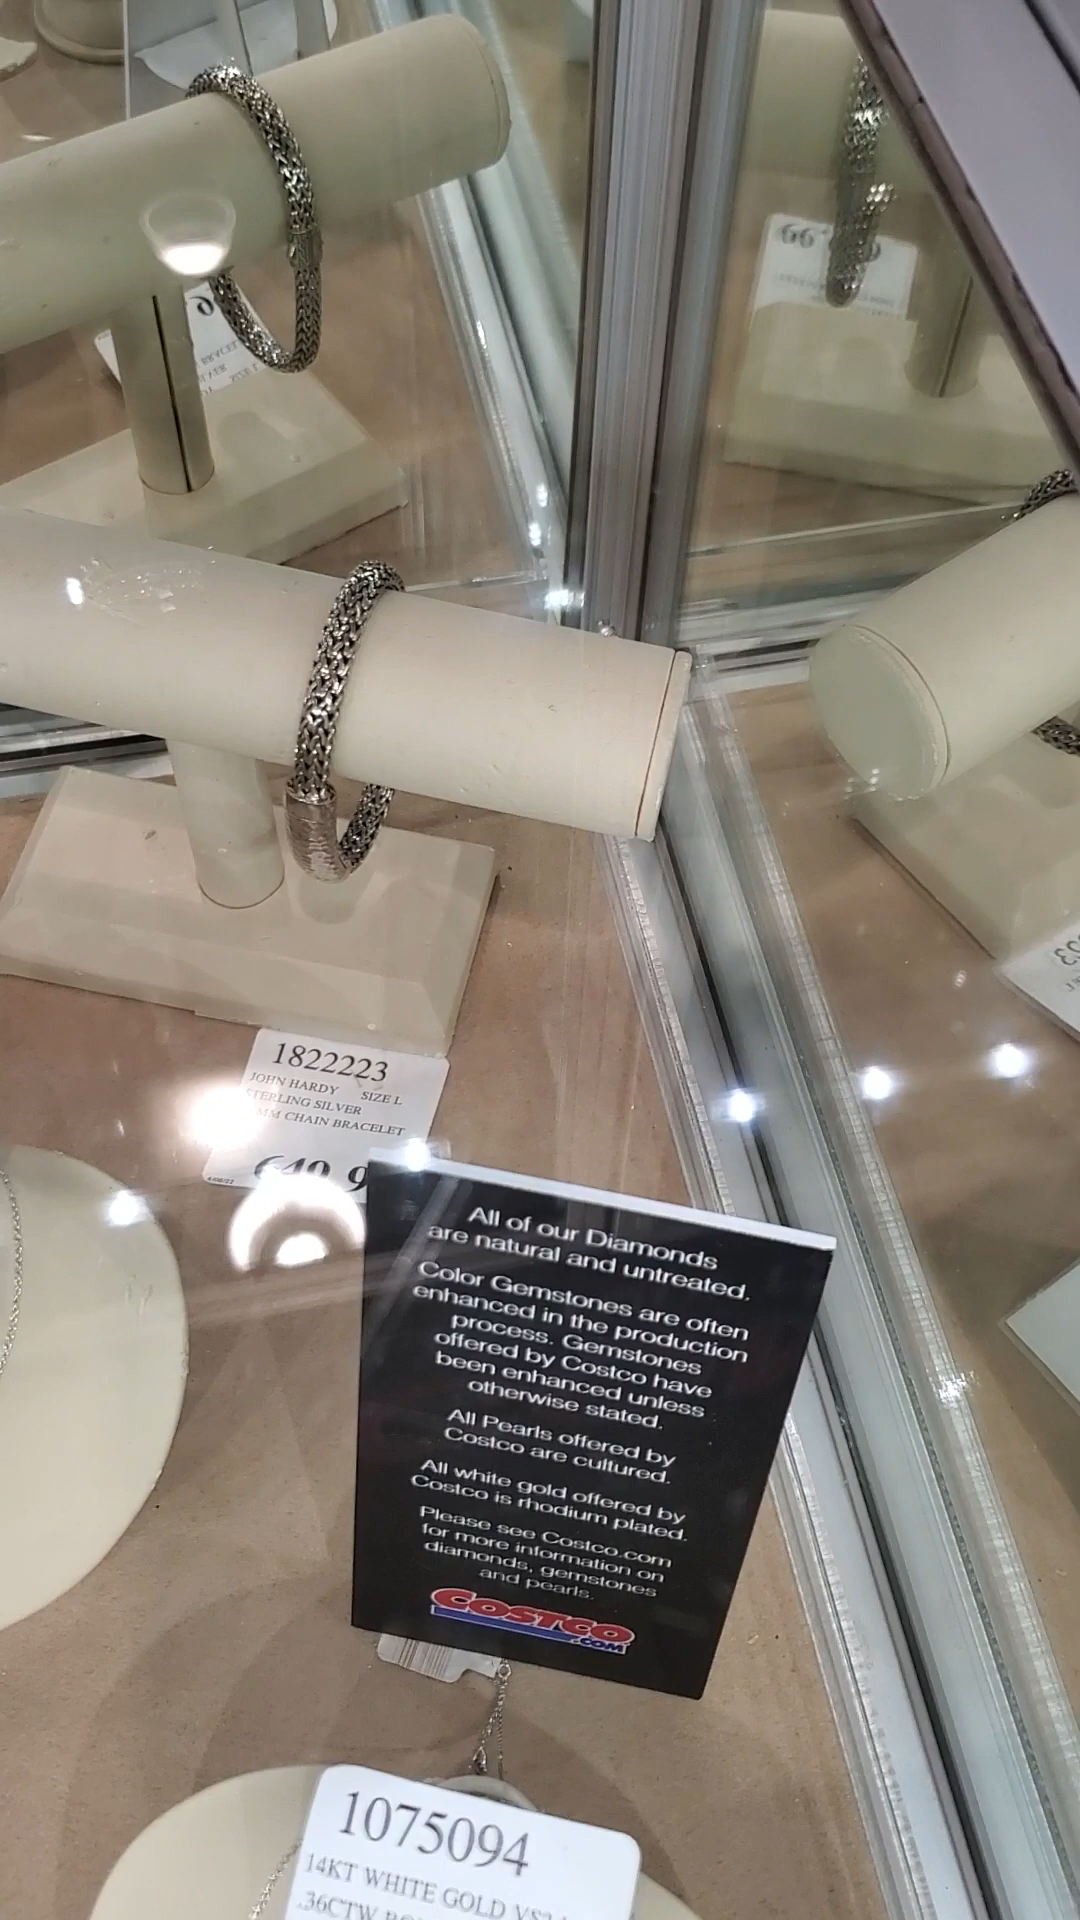 1822223
JOHN HARDY SIZE L
STERLING SILVER
MM CHAIN BRACELET
649.9
All of our Diamonds
are natural and untreated.
Color Gemstones are often
enhanced in the production
process. Gemstones
offered by Costco have
been enhanced unless
otherwise stated.
All Pearls offered by
Costco are cultured.
All white gold offered by
Costco is rhodium plated.
Please see Costco.com
for more information on
diamonds, gemstones
and pearls.
COSTCO
.COM
1075094
14KT WHITE GOLD
.36CTW